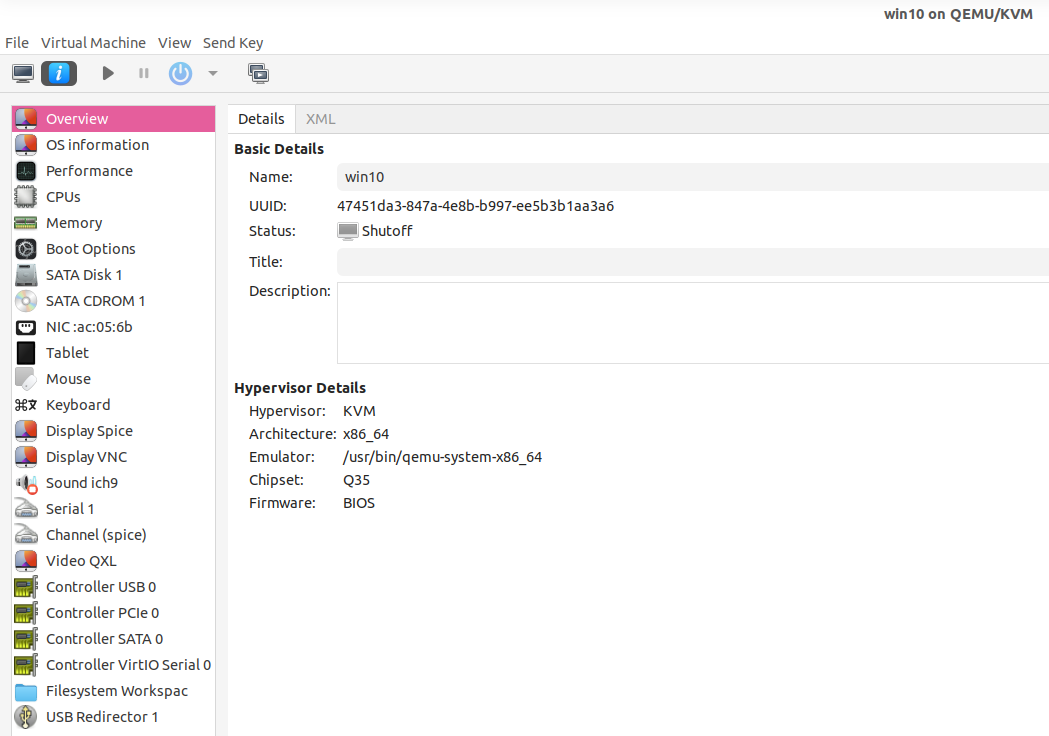 win10 on QEMU/KVM
File Virtual Machine View Send Key
Overview
OS information
Performance
CPUs
Memory
Boot Options
SATA Disk 1
SATA CDROM 1
NIC :ac:05:6b
Tablet
Mouse
Keyboard
Display Spice
Display VNC
Sound ich9
Serial 1
Channel (spice)
Video QXL
Controller USB 0
Controller PCIe 0
Controller SATA 0
Controller VirtIO Serial 0
Filesystem Workspac
USB Redirector 1
Details XML
Basic Details
Name: win10
UUID: 47451da3-847a-4e8b-b997-ee5b3b1aa3a6
Status: Shutoff
Title:
Description:
Hypervisor Details
Hypervisor: KVM
Architecture: x86_64
Emulator: /usr/bin/qemu-system-x86_64
Chipset: Q35
Firmware: BIOS